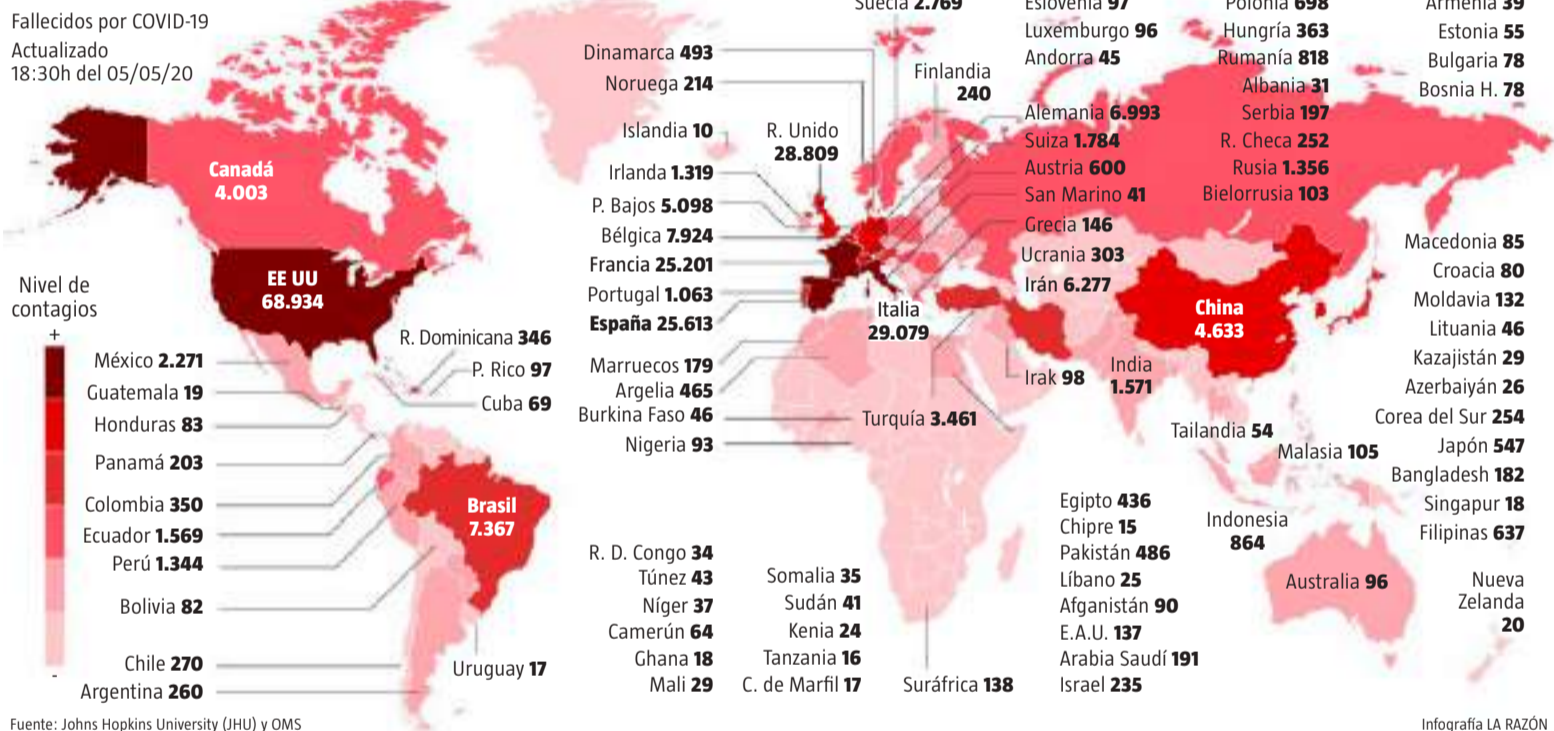 Fallecidos por COVID-19
Actualizado
18:30h del 05/05/20
Canadá
4.003
EE UU
68.934
Nivel de
contagios
+
-
México 2.271
Guatemala 19
Honduras 83
Panamá 203
Colombia 350
Ecuador 1.569
Perú 1.344
Bolivia 82
Chile 270
Argentina 260
R. Dominicana 346
P. Rico 97
Cuba 69
Brasil
7.367
Uruguay 17
Dinamarca 493
Noruega 214
Islandia 10
Irlanda 1.319
P. Bajos 5.098
Bélgica 7.924
Francia 25.201
Portugal 1.063
España 25.613
Marruecos 179
Argelia 465
Burkina Faso 46
Nigeria 93
R. Unido
28.809
Suecia 2.769
Finlandia
240
Italia
29.079
Turquía 3.461
Eslovenia 97
Luxemburgo 96
Andorra 45
Alemania 6.993
Suiza 1.784
Austria 600
San Marino 41
Grecia 146
Ucrania 303
Irán 6.277
Irak 98
Polonia 698
Hungría 363
Rumanía 818
Albania 31
Serbia 197
R. Checa 252
Rusia 1.356
Bielorrusia 103
Armenia 39
Estonia 55
Bulgaria 78
Bosnia H. 78
China
4.633
India
1.571
Tailandia 54
Malasia 105
Indonesia
864
Macedonia 85
Croacia 80
Moldavia 132
Lituania 46
Kazajistán 29
Azerbaiyán 26
Corea del Sur 254
Japón 547
Bangladesh 182
Singapur 18
Filipinas 637
Australia 96
Nueva
Zelanda
20
R. D. Congo 34
Túnez 43
Níger 37
Camerún 64
Ghana 18
Mali 29
Somalia 35
Sudán 41
Kenia 24
Tanzania 16
C. de Marfil 17
Suráfrica 138
Egipto 436
Chipre 15
Pakistán 486
Líbano 25
Afganistán 90
E.A.U. 137
Arabia Saudí 191
Israel 235
Fuente: Johns Hopkins University (JHU) y OMS
Infografía LA RAZÓN